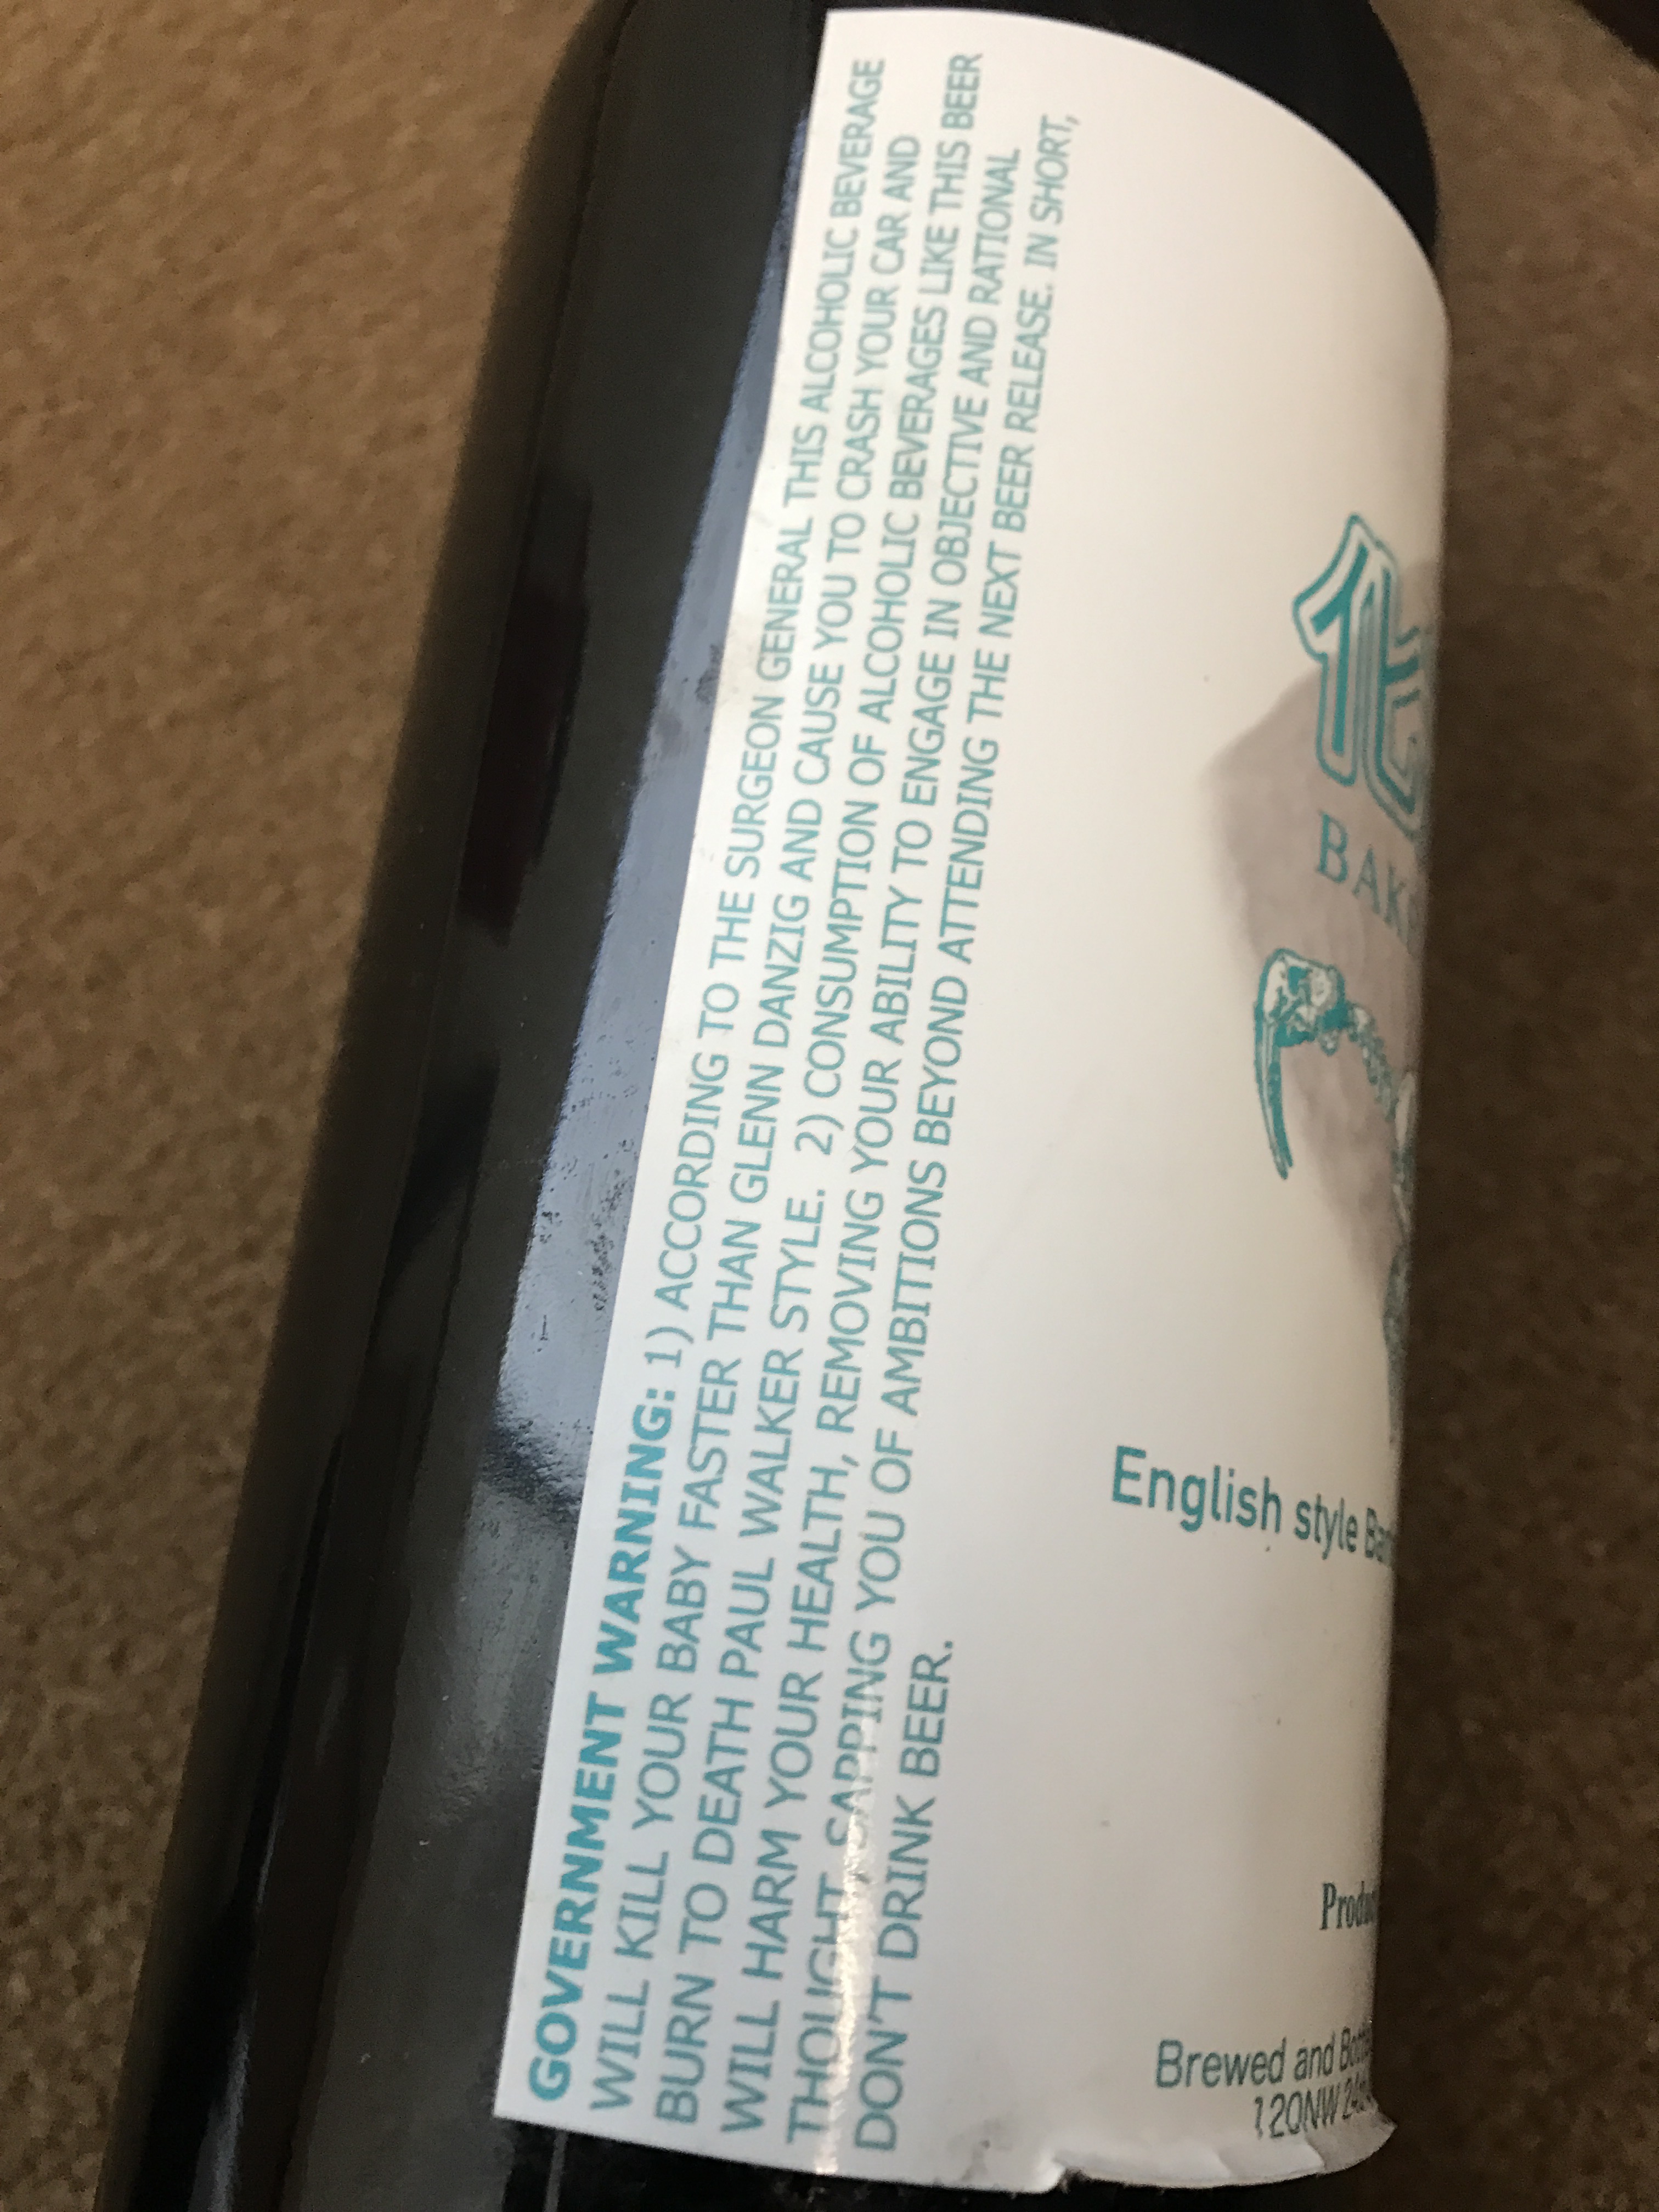 GOVERNMENT WARNING: 1) ACCORDING TO THE SURGEON GENERAL THIS ALCOHOLIC BEVERAGE
WILL KILL YOUR BABY FASTER THAN GLENN DANZIG AND CAUSE YOU TO CRASH YOUR CAR AND
BURN TO DEATH PAUL WALKER STYLE. 2) CONSUMPTION OF ALCOHOLIC BEVERAGES LIKE THIS BEER
WILL HARM YOUR HEALTH, REMOVING YOUR ABILITY TO ENGAGE IN OBJECTIVE AND RATIONAL
THOUGHT, SAPPING YOU OF AMBITIONS BEYOND ATTENDING THE NEXT BEER RELEASE. IN SHORT,
DON'T DRINK BEER.
English style
Brewed and
120NW